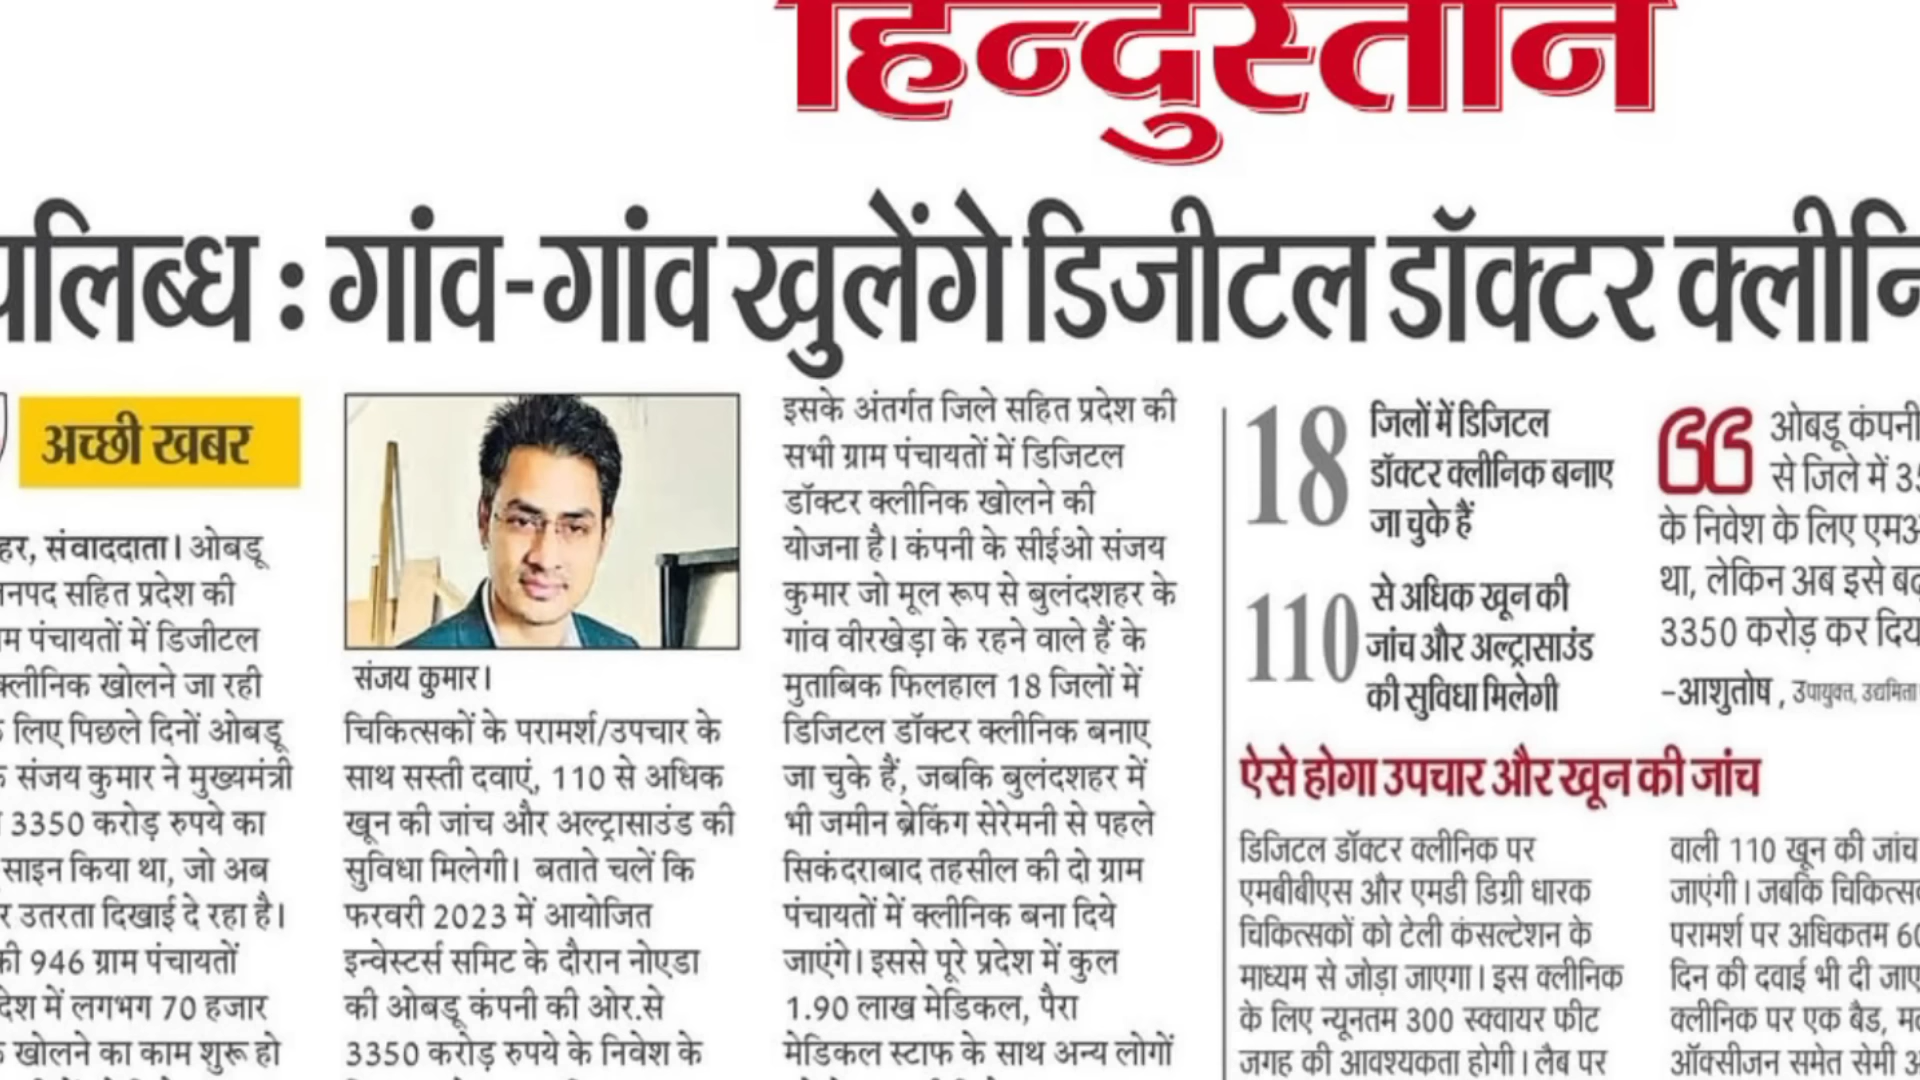 हिन्दुस्तान
पलब्धि : गांव-गांव खुलेंगे डिजीटल डॉक्टर क्लीनि
अच्छी खबर
हर, संवाददाता। ओबडू
नपद सहित प्रदेश की
म पंचायतों में डिजीटल
क्लीनिक खोलने जा रही
लिए पिछले दिनों ओबडू
संजय कुमार ने मुख्यमंत्री
3350 करोड़ रुपये का
साइन किया था, जो अब
र उतरता दिखाई दे रहा है।
की 946 ग्राम पंचायतों
देश में लगभग 70 हजार
खोलने का काम शुरू हो
संजय कुमार।
चिकित्सकों के परामर्श/उपचार के
साथ सस्ती दवाएं, 110 से अधिक
खून की जांच और अल्ट्रासाउंड की
सुविधा मिलेगी। बताते चलें कि
फरवरी 2023 में आयोजित
इन्वेस्टर्स समिट के दौरान नोएडा
की ओबडू कंपनी की ओर.से
3350 करोड़ रुपये के निवेश के
इसके अंतर्गत जिले सहित प्रदेश की
सभी ग्राम पंचायतों में डिजिटल
डॉक्टर क्लीनिक खोलने की
योजना है। कंपनी के सीईओ संजय
कुमार जो मूल रूप से बुलंदशहर के
गांव वीरखेड़ा के रहने वाले हैं के
मुताबिक फिलहाल 18 जिलों में
डिजिटल डॉक्टर क्लीनिक बनाए
जा चुके हैं, जबकि बुलंदशहर में
भी जमीन ब्रेकिंग सेरेमनी से पहले
सिकंदराबाद तहसील की दो ग्राम
पंचायतों में क्लीनिक बना दिये
जाएंगे। इससे पूरे प्रदेश में कुल
1.90 लाख मेडिकल, पैरा
मेडिकल स्टाफ के साथ अन्य लोगों
18 जिलों में डिजिटल
डॉक्टर क्लीनिक बनाए
जा चुके हैं
110 से अधिक खून की
जांच और अल्ट्रासाउंड
की सुविधा मिलेगी
ओबडू कंपनी
से जिले में 35
के निवेश के लिए एमअ
था, लेकिन अब इसे बढ़
3350 करोड़ कर दिय
-आशुतोष, उपायुक्त, उद्यमिता
ऐसे होगा उपचार और खून की जांच
डिजिटल डॉक्टर क्लीनिक पर
एमबीबीएस और एमडी डिग्री धारक
चिकित्सकों को टेली कंसल्टेशन के
माध्यम से जोड़ा जाएगा। इस क्लीनिक
के लिए न्यूनतम 300 स्क्वायर फीट
जगह की आवश्यकता होगी। लैब पर
वाली 110 खून की जांच
जाएंगी। जबकि चिकित्स
परामर्श पर अधिकतम 60
दिन की दवाई भी दी जाए
क्लीनिक पर एक बैड, म
ऑक्सीजन समेत सेमी अ